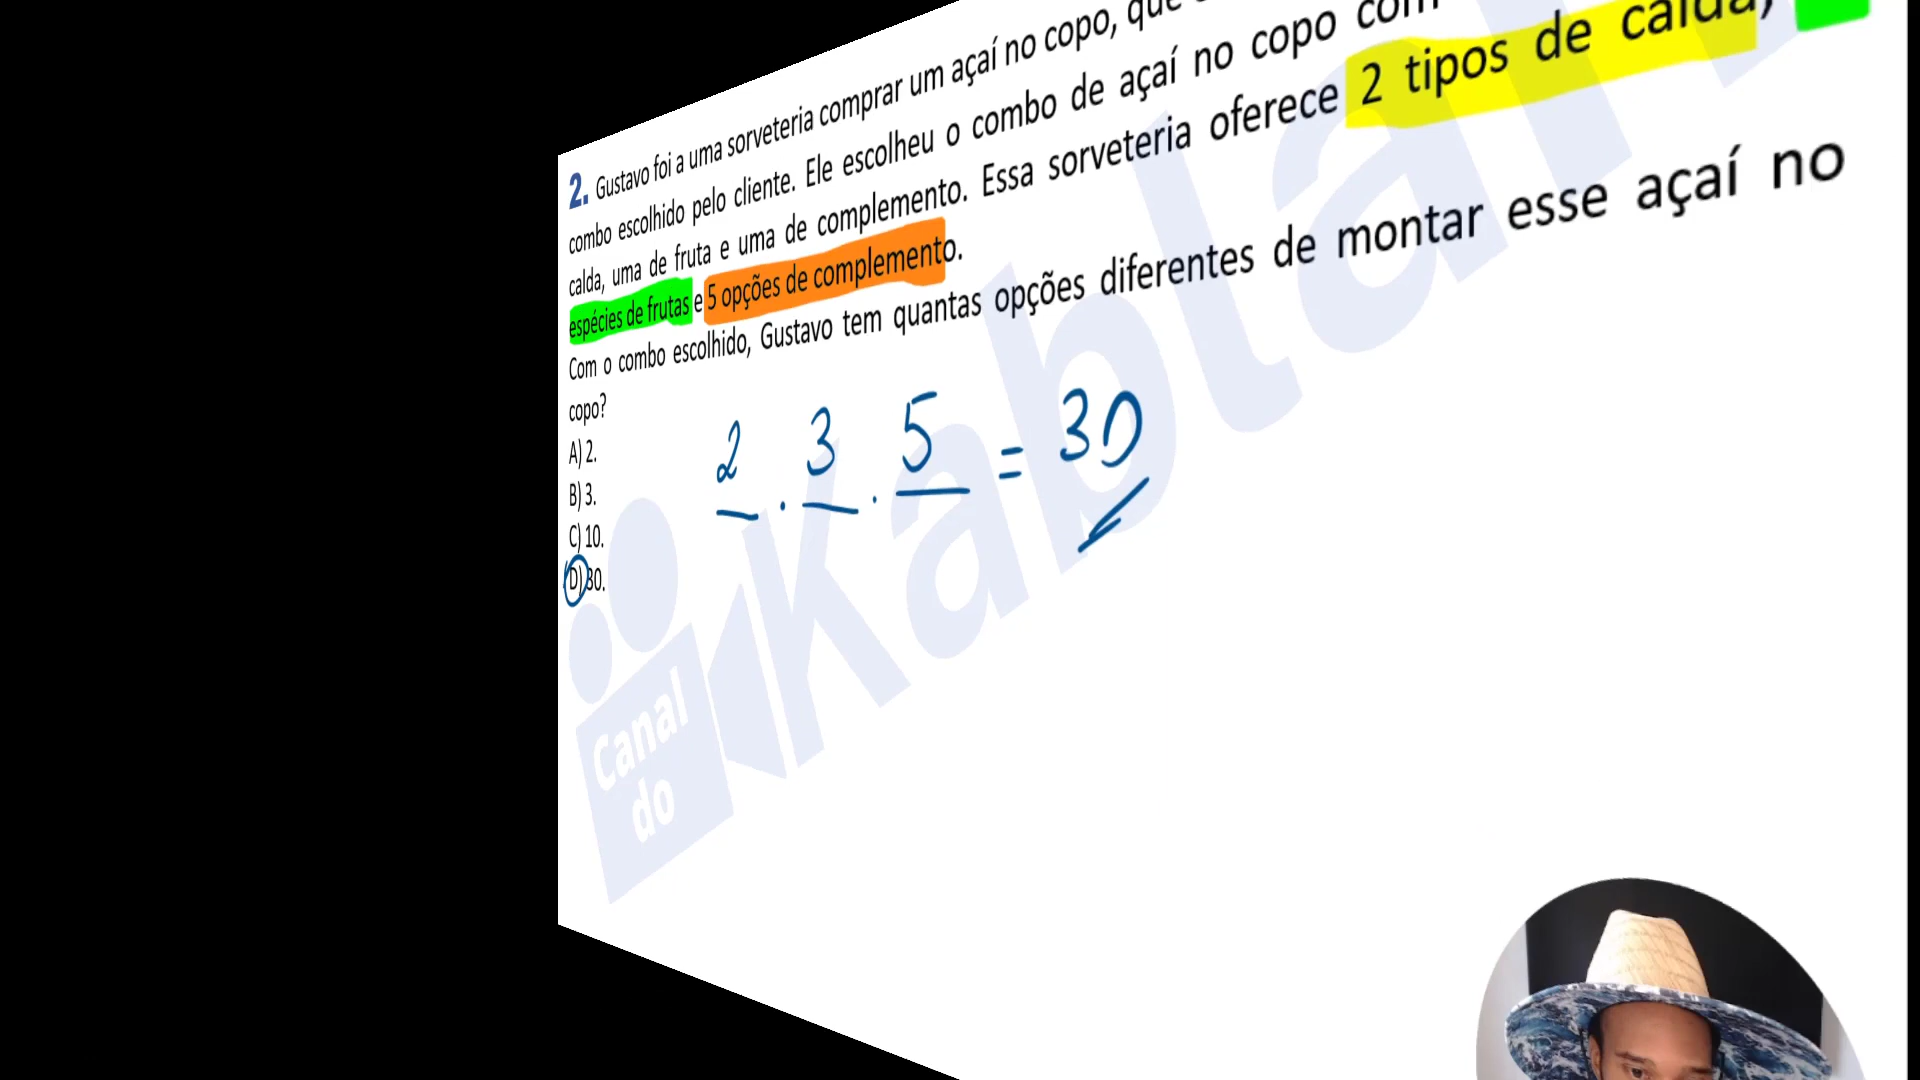 2. Gustavo foi a uma sorveteria comprar um açaí no copo, que
combo escolhido pelo cliente. Ele escolheu o combo de açaí no copo com
calda, uma de fruta e uma de complemento. Essa sorveteria oferece 2 tipos de calda,
espécies de frutas e 5 opções de complemento.
Com o combo escolhido, Gustavo tem quantas opções diferentes de montar esse açaí no
copo?
A) 2.
B) 3.
C) 10.
D) 30.
2 . 3 . 5 = 30
Canal
do
Kabla